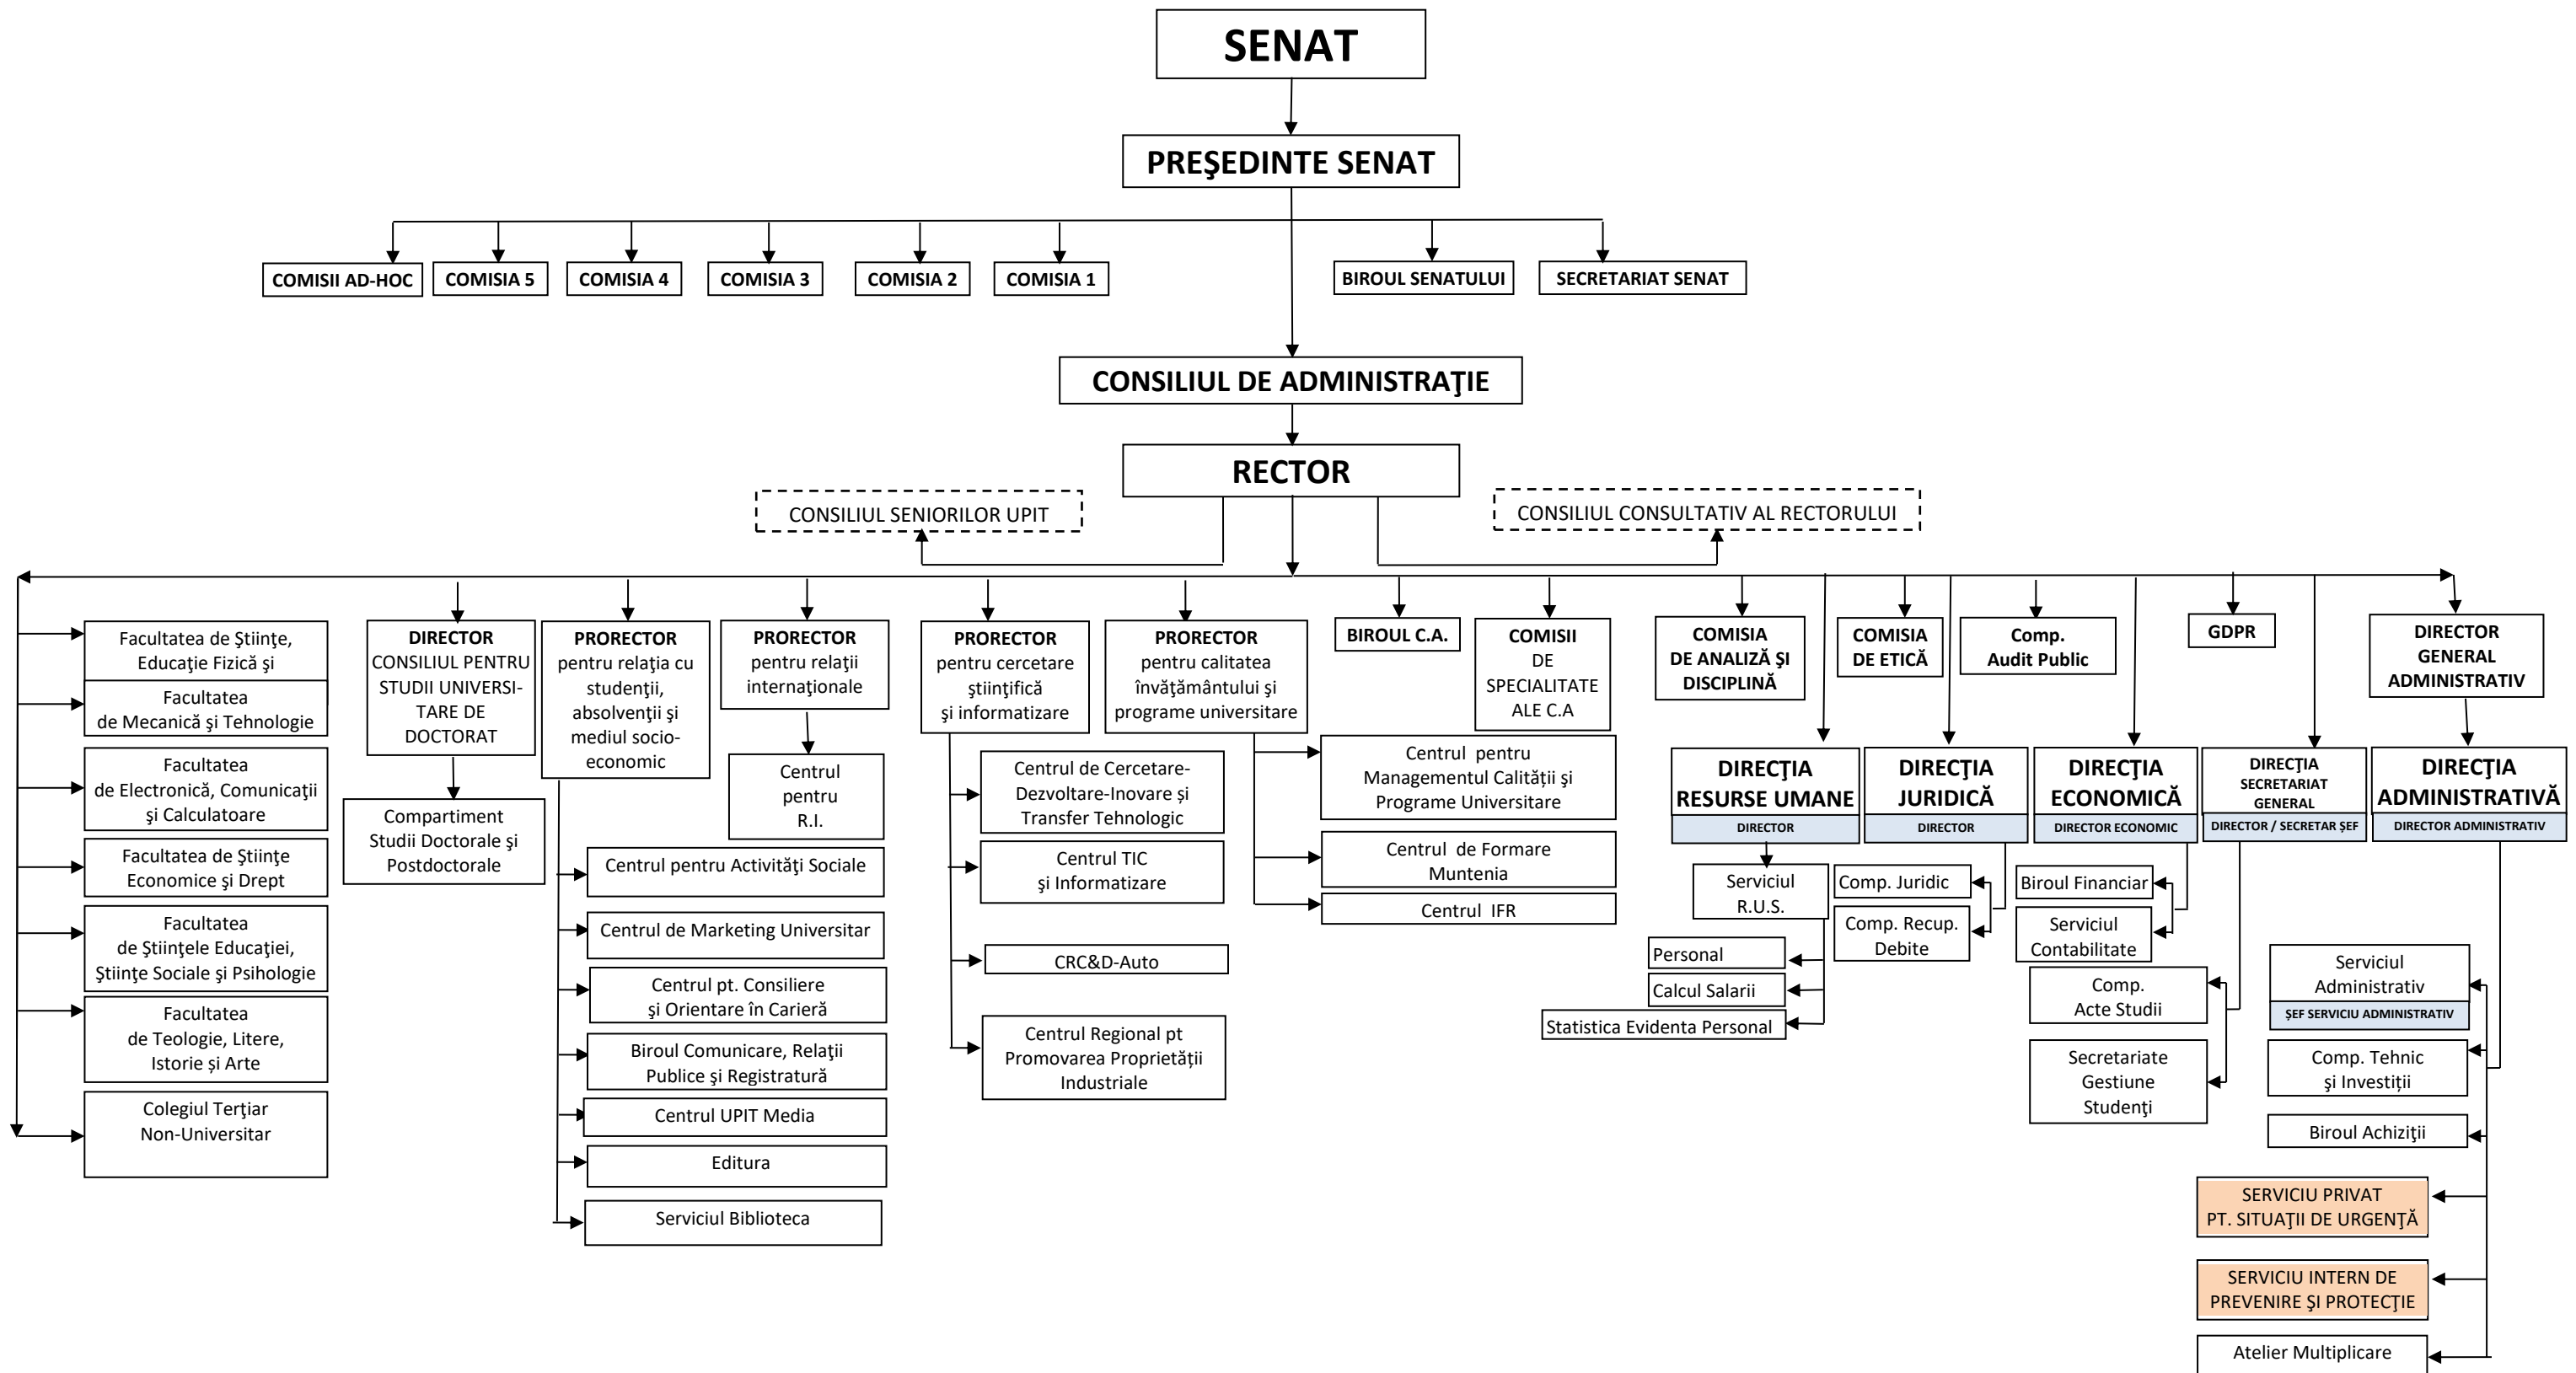 SENAT
PREŞEDINTE SENAT
COMISII AD-HOC
COMISIA 5
COMISIA 4
COMISIA 3
COMISIA 2
COMISIA 1
BIROUL SENATULUI
SECRETARIAT SENAT
CONSILIUL DE ADMINISTRAŢIE
RECTOR
CONSILIUL SENIORILOR UPIT
CONSILIUL CONSULTATIV AL RECTORULUI
Facultatea de Ştiinţe,
Educaţie Fizică şi
Facultatea
de Mecanică şi Tehnologie
Facultatea
de Electronică, Comunicaţii
şi Calculatoare
Facultatea de Ştiinţe
Economice şi Drept
Facultatea
de Ştiinţele Educaţiei,
Ştiinţe Sociale şi Psihologie
Facultatea
de Teologie, Litere,
Istorie și Arte
Colegiul Terţiar
Non-Universitar
DIRECTOR
CONSILIUL PENTRU
STUDII UNIVERSI-
TARE DE
DOCTORAT
Compartiment
Studii Doctorale şi
Postdoctorale
PRORECTOR
pentru relaţia cu
studenţii,
absolvenţii şi
mediul socio-
economic
Centrul pentru Activităţi Sociale
Centrul de Marketing Universitar
Centrul pt. Consiliere
şi Orientare în Carieră
Biroul Comunicare, Relaţii
Publice şi Registratură
Centrul UPIT Media
Editura
Serviciul Biblioteca
PRORECTOR
pentru relaţii
internaţionale
Centrul
pentru
R.I.
PRORECTOR
pentru cercetare
ştiinţifică
şi informatizare
Centrul de Cercetare-
Dezvoltare-Inovare și
Transfer Tehnologic
Centrul TIC
şi Informatizare
CRC&D-Auto
Centrul Regional pt
Promovarea Proprietății
Industriale
PRORECTOR
pentru calitatea
învăţământului şi
programe universitare
Centrul pentru
Managementul Calității şi
Programe Universitare
Centrul de Formare
Muntenia
Centrul IFR
BIROUL C.A.
COMISII
DE
SPECIALITATE
ALE C.A
COMISIA
DE ANALIZĂ ŞI
DISCIPLINĂ
COMISIA
DE ETICĂ
Comp.
Audit Public
GDPR
DIRECTOR
GENERAL
ADMINISTRATIV
DIRECŢIA
RESURSE UMANE
DIRECTOR
Serviciul
R.U.S.
Personal
Calcul Salarii
Statistica Evidenta Personal
DIRECŢIA
JURIDICĂ
DIRECTOR
Comp. Juridic
Comp. Recup.
Debite
DIRECŢIA
ECONOMICĂ
DIRECTOR ECONOMIC
Biroul Financiar
Serviciul
Contabilitate
DIRECŢIA
SECRETARIAT
GENERAL
DIRECTOR / SECRETAR ŞEF
Comp.
Acte Studii
Secretariate
Gestiune
Studenţi
DIRECŢIA
ADMINISTRATIVĂ
DIRECTOR ADMINISTRATIV
Serviciul
Administrativ
ŞEF SERVICIU ADMINISTRATIV
Comp. Tehnic
şi Investiţii
Biroul Achiziţii
SERVICIU PRIVAT
PT. SITUAŢII DE URGENŢĂ
SERVICIU INTERN DE
PREVENIRE ŞI PROTECŢIE
Atelier Multiplicare